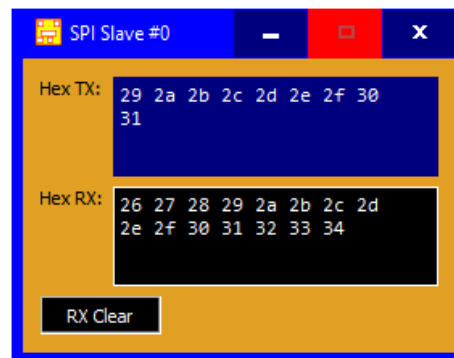 SPI Slave #0
Hex TX:
29 2a 2b 2c 2d 2e 2f 30
31
Hex RX:
26 27 28 29 2a 2b 2c 2d
2e 2f 30 31 32 33 34
RX Clear